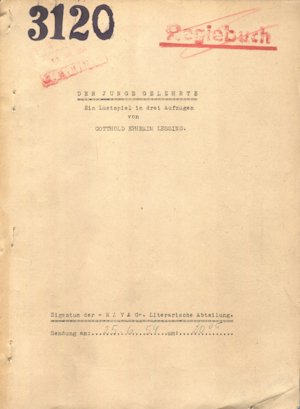 3120
Regiebuch
DER JUNGE GELEHRTE
Ein Lustspiel in drei Aufzügen
von
GOTTHOLD EPHRAIM LESSING.
Eigentum der - R A V A G-. Literarische Abteilung.
Sendung am: um: